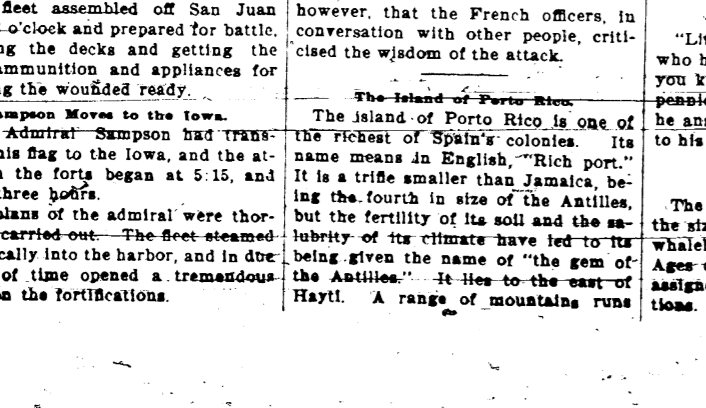 fleet assembled off San Juan
o'clock and prepared for battle,
the decks and getting the
ammunition and appliances for
the wounded ready.
Moves to the Iowa.
Admiral Sampson had trans-
his flag to the Iowa, and the at-
the forts began at 5:15, and
three hours.
plans of the admiral were thor-
carried out. The fleet steamed
into the harbor, and in due
of time opened a tremendous
on the fortifications.
however, that the French officers, in
conversation with other people, criti-
cised the wisdom of the attack.
The Island of Porto Rico.
The island of Porto Rico is one of
the richest of Spain's colonies. Its
name means in English, "Rich port."
It is a trifle smaller than Jamaica, be-
ing the fourth in size of the Antilles,
but the fertility of its soil and the sa-
lubrity of its climate have led to its
being given the name of "the gem of
the Antilles." It lies to the east of
Hayti. A range of mountains runs
who
you
he
to his
The
the
Ages
tions.